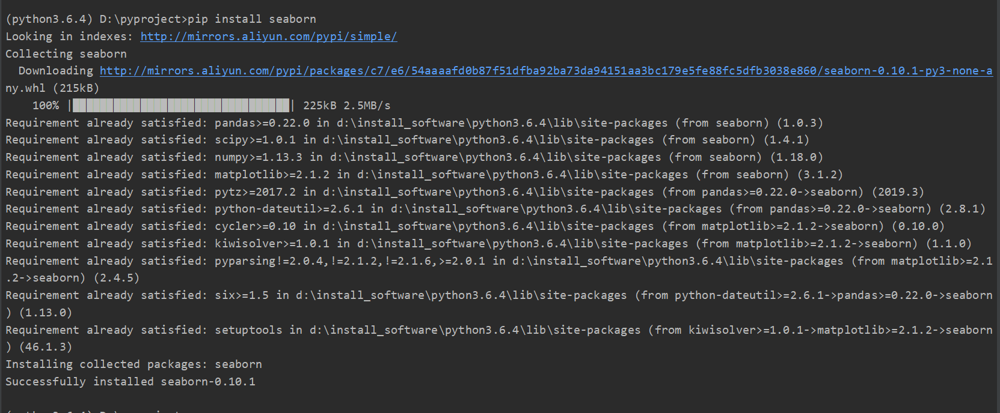 (python3.6.4) D:\pyproject>pip install seaborn
Looking in indexes: http://mirrors.aliyun.com/pypi/simple/
Collecting seaborn
  Downloading http://mirrors.aliyun.com/pypi/packages/c7/e6/54aaaafd0b87f51dfba92ba73da94151aa3bc179e5fe88fc5dfb3038e860/seaborn-0.10.1-py3-none-a
ny.whl (215kB)
    100% |████████████████████████████████| 225kB 2.5MB/s
Requirement already satisfied: pandas>=0.22.0 in d:\install_software\python3.6.4\lib\site-packages (from seaborn) (1.0.3)
Requirement already satisfied: scipy>=1.0.1 in d:\install_software\python3.6.4\lib\site-packages (from seaborn) (1.4.1)
Requirement already satisfied: numpy>=1.13.3 in d:\install_software\python3.6.4\lib\site-packages (from seaborn) (1.18.0)
Requirement already satisfied: matplotlib>=2.1.2 in d:\install_software\python3.6.4\lib\site-packages (from seaborn) (3.1.2)
Requirement already satisfied: pytz>=2017.2 in d:\install_software\python3.6.4\lib\site-packages (from pandas>=0.22.0->seaborn) (2019.3)
Requirement already satisfied: python-dateutil>=2.6.1 in d:\install_software\python3.6.4\lib\site-packages (from pandas>=0.22.0->seaborn) (2.8.1)
Requirement already satisfied: cycler>=0.10 in d:\install_software\python3.6.4\lib\site-packages (from matplotlib>=2.1.2->seaborn) (0.10.0)
Requirement already satisfied: kiwisolver>=1.0.1 in d:\install_software\python3.6.4\lib\site-packages (from matplotlib>=2.1.2->seaborn) (1.1.0)
Requirement already satisfied: pyparsing!=2.0.4,!=2.1.2,!=2.1.6,>=2.0.1 in d:\install_software\python3.6.4\lib\site-packages (from matplotlib>=2.1
.2->seaborn) (2.4.5)
Requirement already satisfied: six>=1.5 in d:\install_software\python3.6.4\lib\site-packages (from python-dateutil>=2.6.1->pandas>=0.22.0->seaborn
) (1.13.0)
Requirement already satisfied: setuptools in d:\install_software\python3.6.4\lib\site-packages (from kiwisolver>=1.0.1->matplotlib>=2.1.2->seaborn
) (46.1.3)
Installing collected packages: seaborn
Successfully installed seaborn-0.10.1